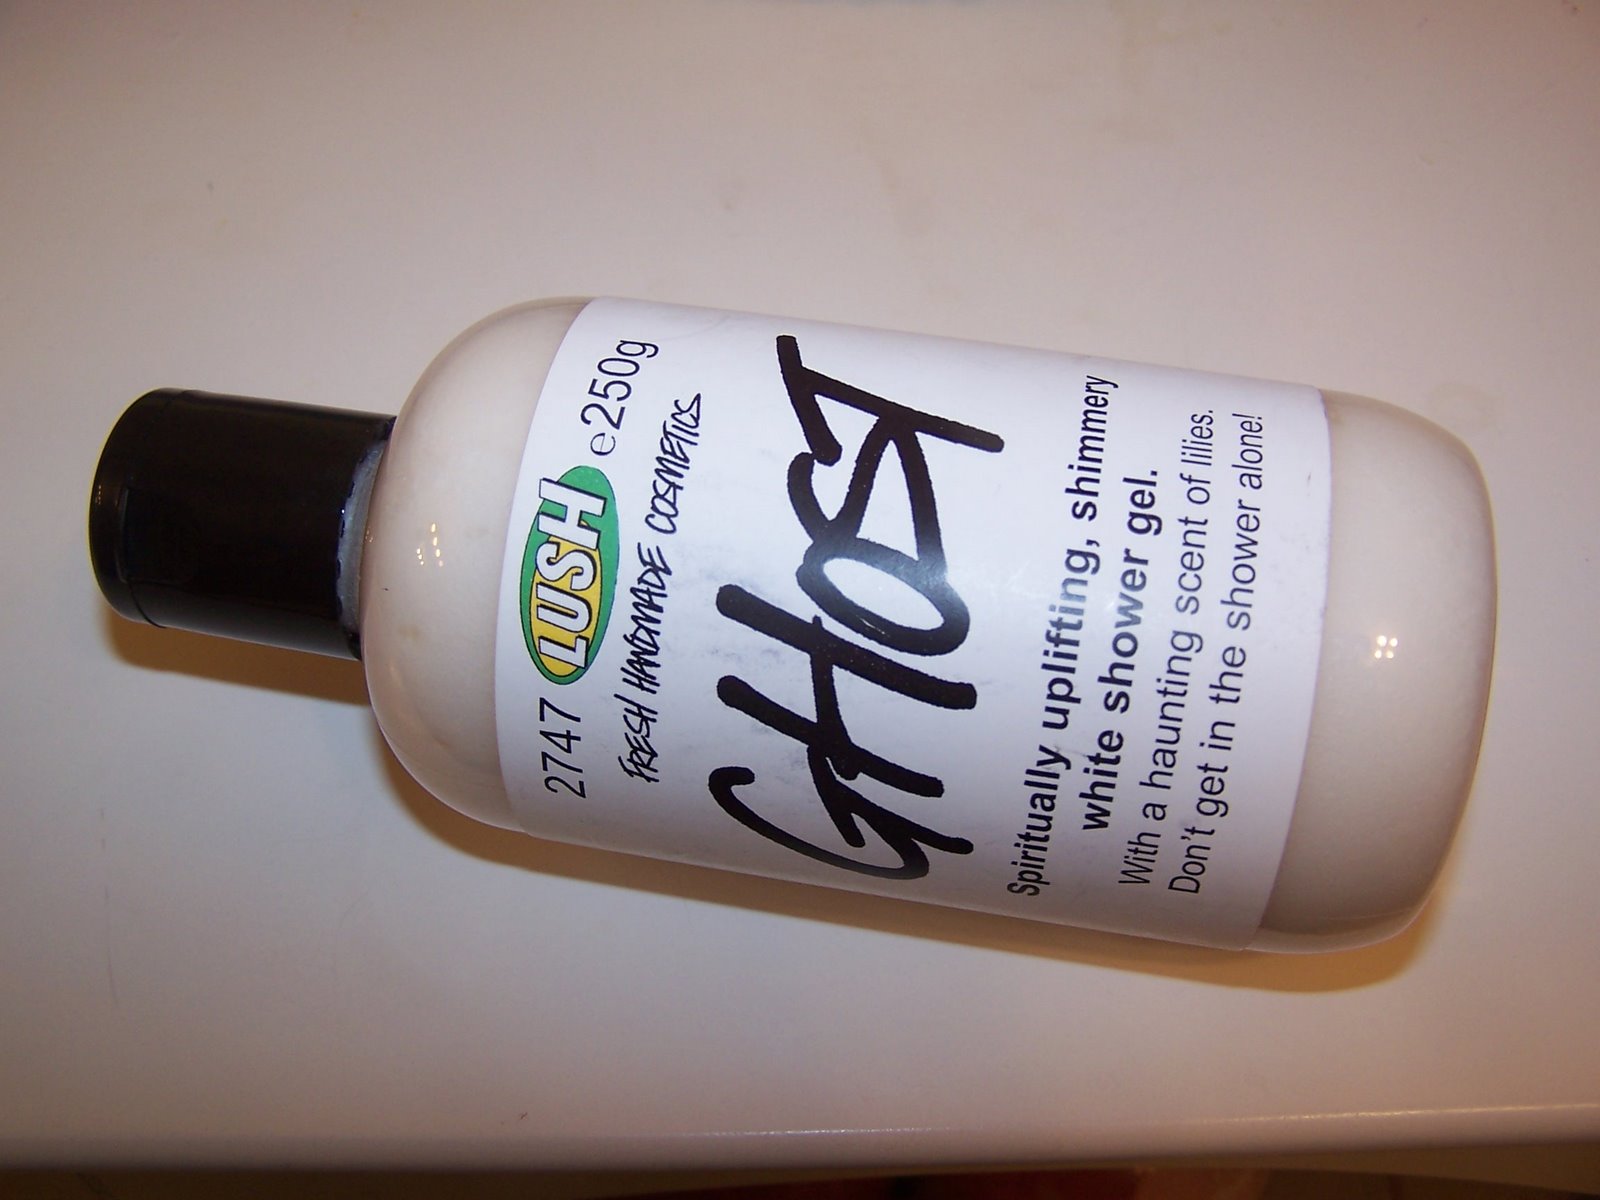 2747 LUSH e250g
FRESH HANDMADE COSMETICS
GHOST
Spiritually uplifting, shimmery
white shower gel.
With a haunting scent of lilies.
Don't get in the shower alone!